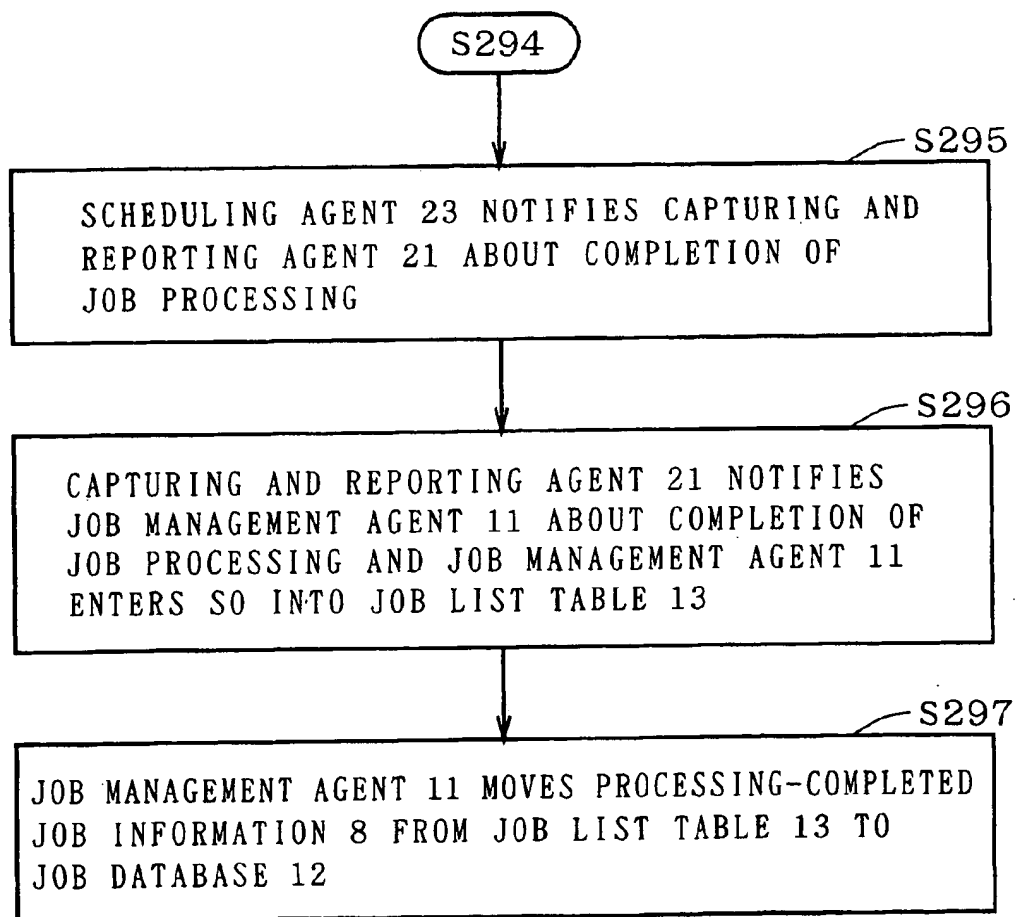 S294
S295
SCHEDULING AGENT 23 NOTIFIES CAPTURING AND
REPORTING AGENT 21 ABOUT COMPLETION OF
JOB PROCESSING
S296
CAPTURING AND REPORTING AGENT 21 NOTIFIES
JOB MANAGEMENT AGENT 11 ABOUT COMPLETION OF
JOB PROCESSING AND JOB MANAGEMENT AGENT 11
ENTERS SO INTO JOB LIST TABLE 13
S297
JOB MANAGEMENT AGENT 11 MOVES PROCESSING-COMPLETED
JOB INFORMATION 8 FROM JOB LIST TABLE 13 TO
JOB DATABASE 12